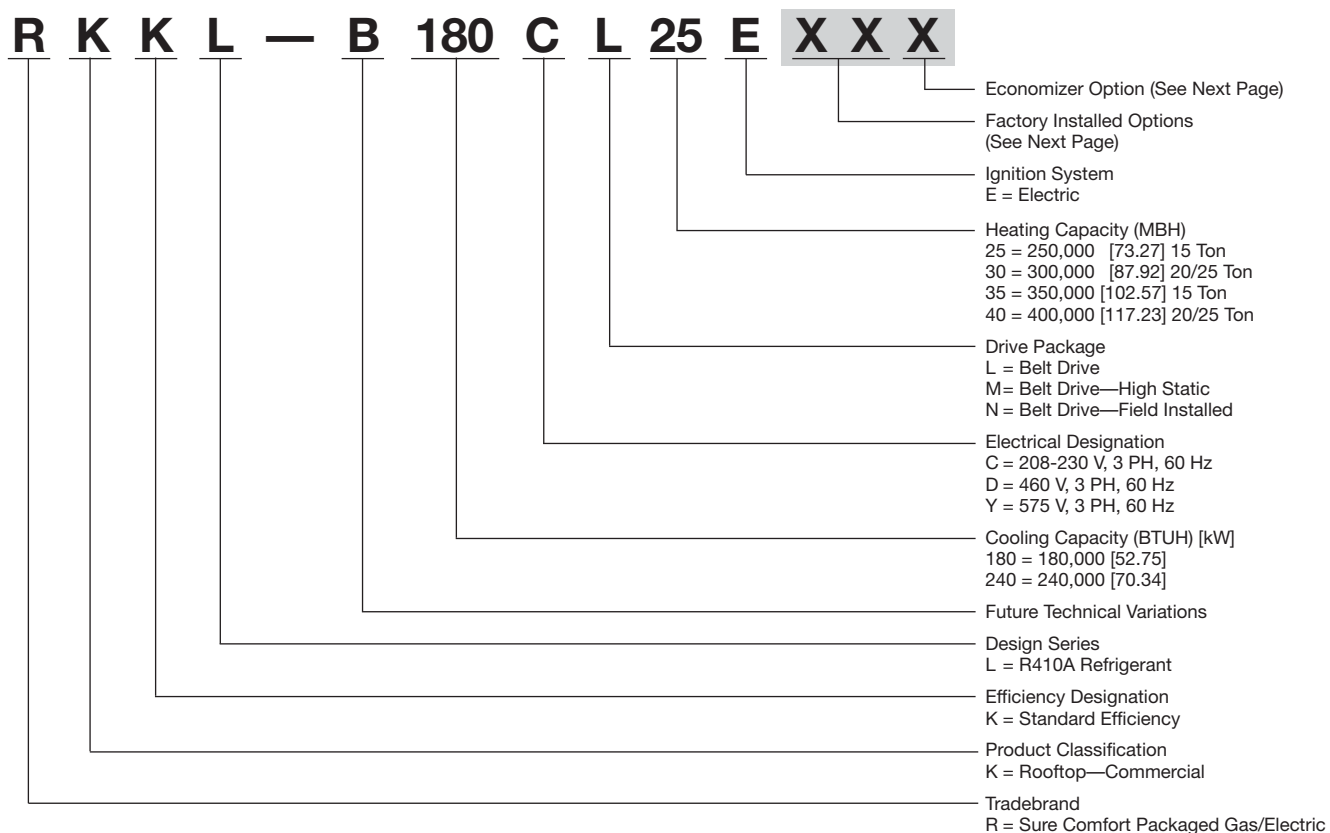 R K K L — B 180 C L 25 E X X X
Economizer Option (See Next Page)
Factory Installed Options
(See Next Page)
Ignition System
E = Electric
Heating Capacity (MBH)
25 = 250,000 [73.27] 15 Ton
30 = 300,000 [87.92] 20/25 Ton
35 = 350,000 [102.57] 15 Ton
40 = 400,000 [117.23] 20/25 Ton
Drive Package
L = Belt Drive
M= Belt Drive—High Static
N = Belt Drive—Field Installed
Electrical Designation
C = 208-230 V, 3 PH, 60 Hz
D = 460 V, 3 PH, 60 Hz
Y = 575 V, 3 PH, 60 Hz
Cooling Capacity (BTUH) [kW]
180 = 180,000 [52.75]
240 = 240,000 [70.34]
Future Technical Variations
Design Series
L = R410A Refrigerant
Efficiency Designation
K = Standard Efficiency
Product Classification
K = Rooftop—Commercial
Tradebrand
R = Sure Comfort Packaged Gas/Electric